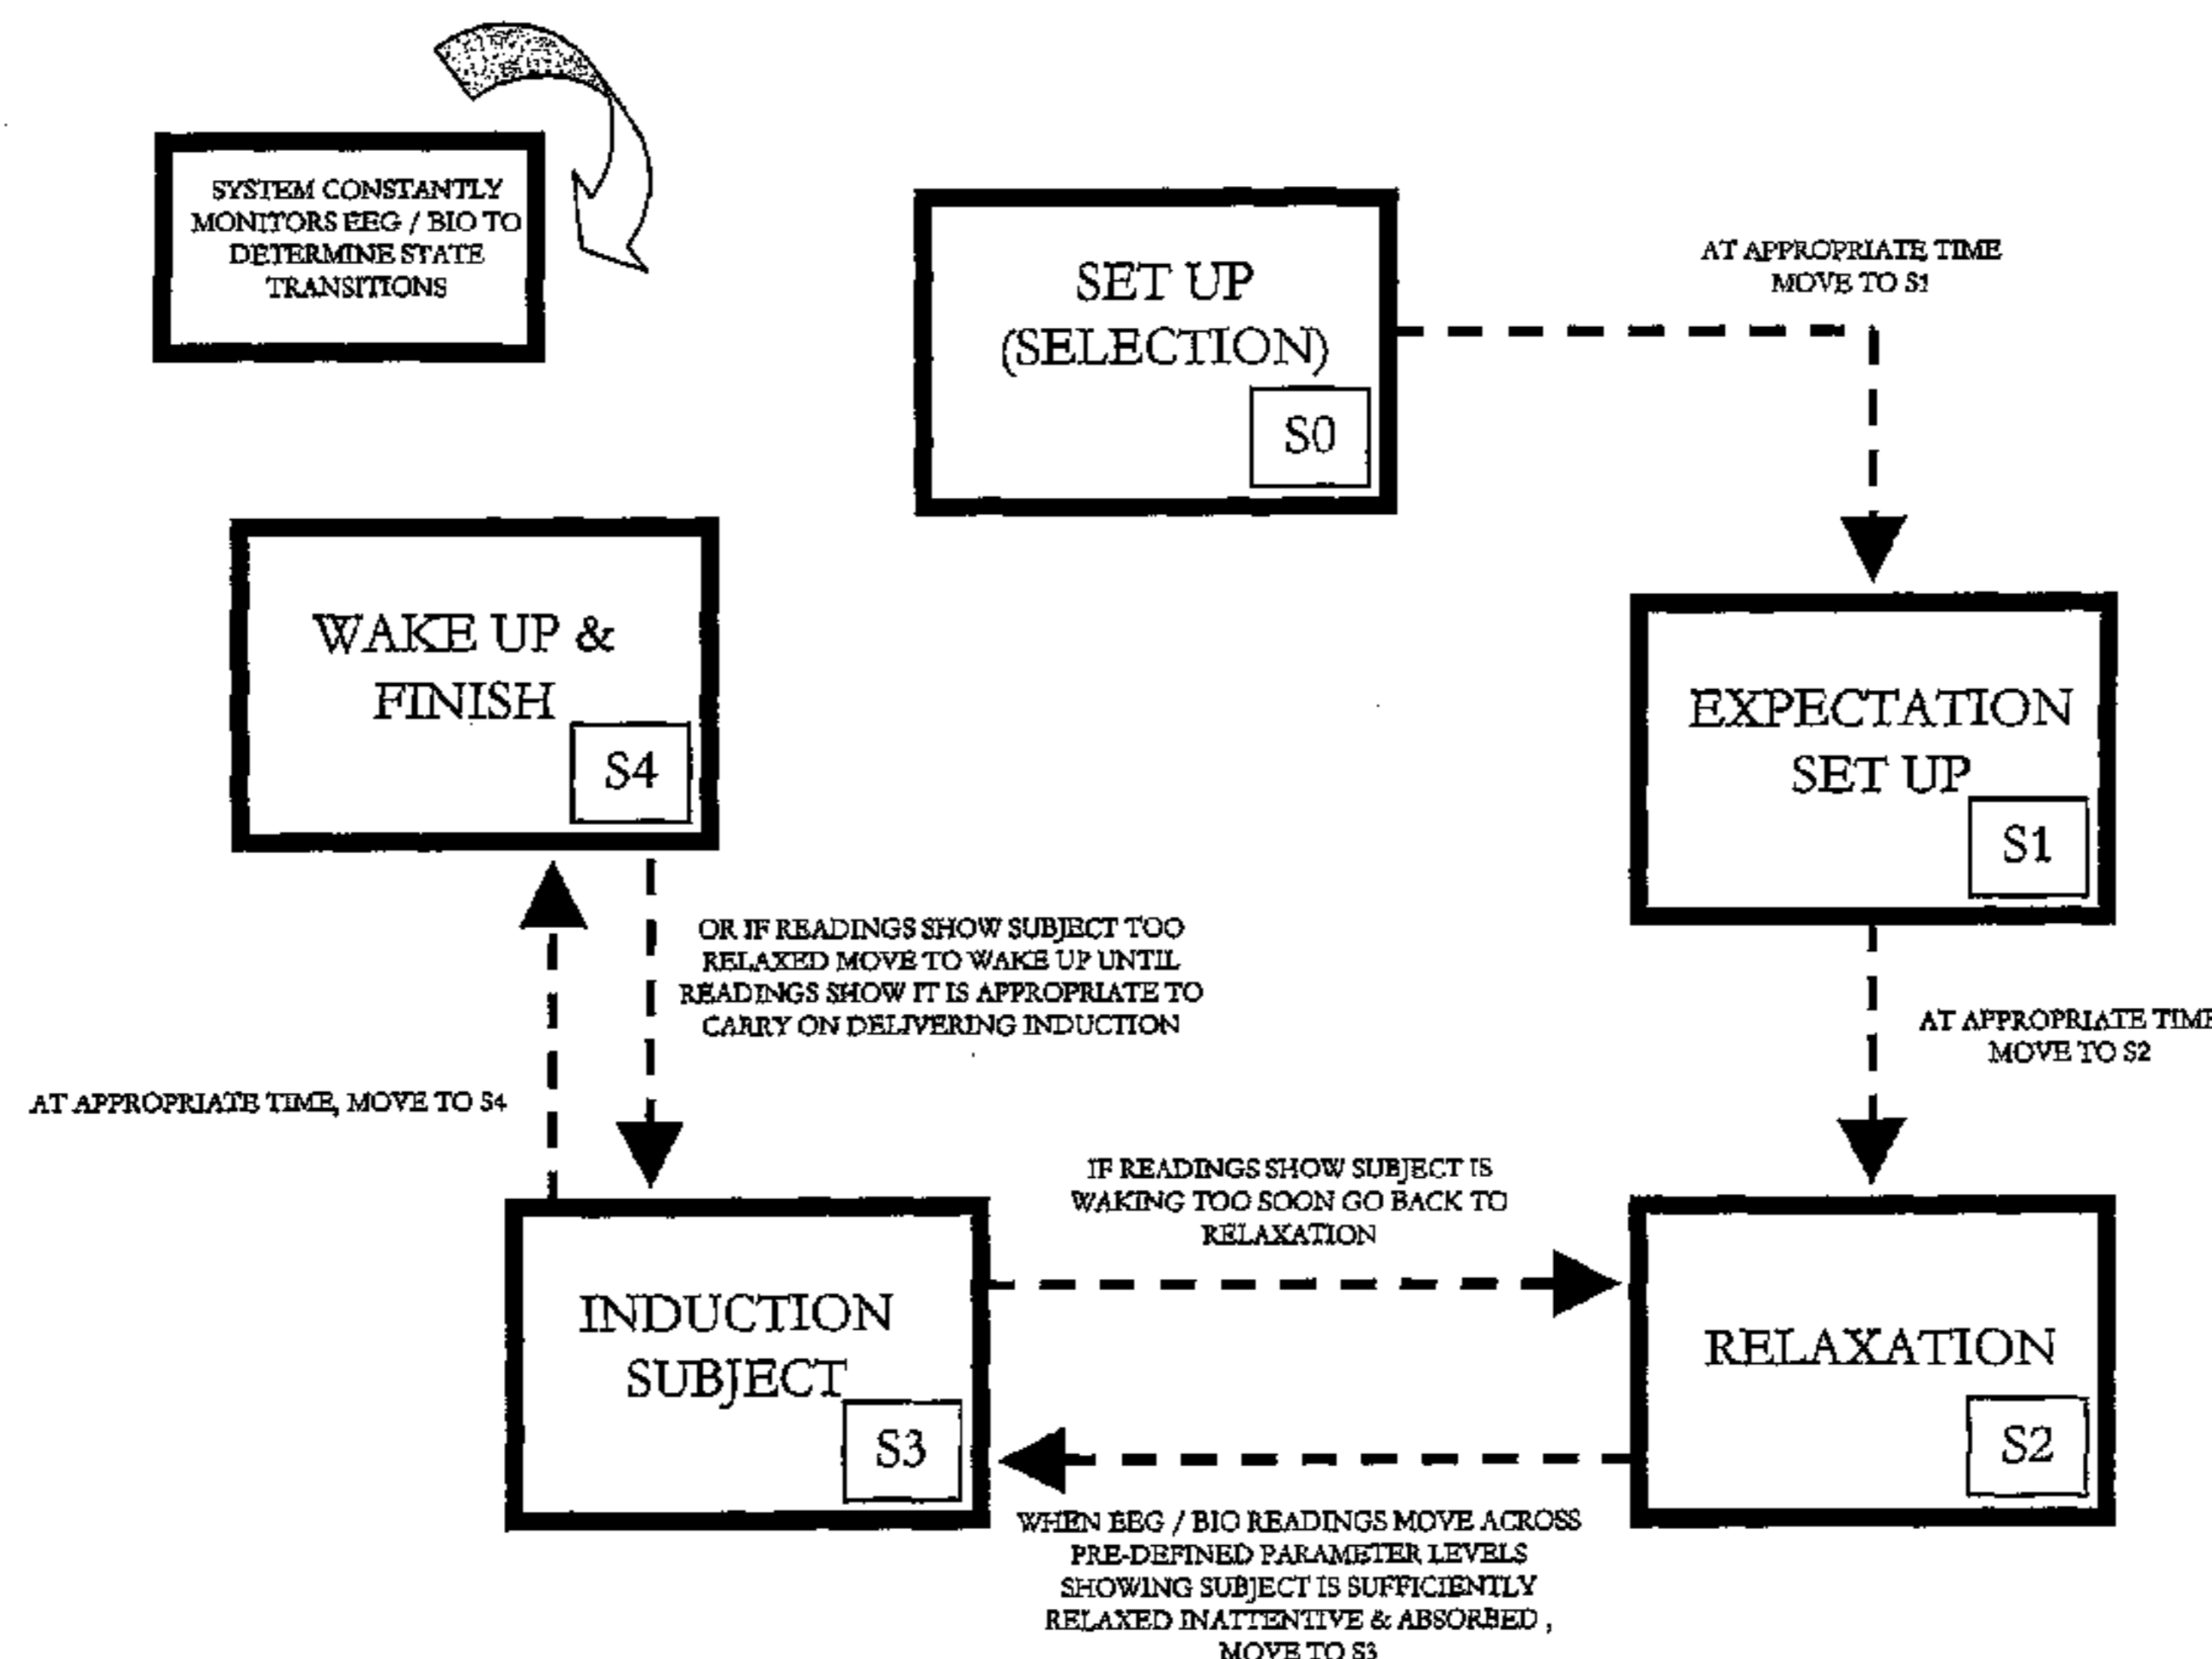 SYSTEM CONSTANTLY
MONITORS EEG / BIO TO
DETERMINE STATE
TRANSITIONS
SET UP
(SELECTION)
S0
AT APPROPRIATE TIME
MOVE TO S1
WAKE UP &
FINISH
S4
EXPECTATION
SET UP
S1
OR IF READINGS SHOW SUBJECT TOO
RELAXED MOVE TO WAKE UP UNTIL
READINGS SHOW IT IS APPROPRIATE TO
CARRY ON DELIVERING INDUCTION
AT APPROPRIATE TIME
MOVE TO S2
AT APPROPRIATE TIME, MOVE TO S4
IF READINGS SHOW SUBJECT IS
WAKING TOO SOON GO BACK TO
RELAXATION
INDUCTION
SUBJECT
S3
RELAXATION
S2
WHEN EEG / BIO READINGS MOVE ACROSS
PRE-DEFINED PARAMETER LEVELS
SHOWING SUBJECT IS SUFFICIENTLY
RELAXED INATTENTIVE & ABSORBED ,
MOVE TO S3